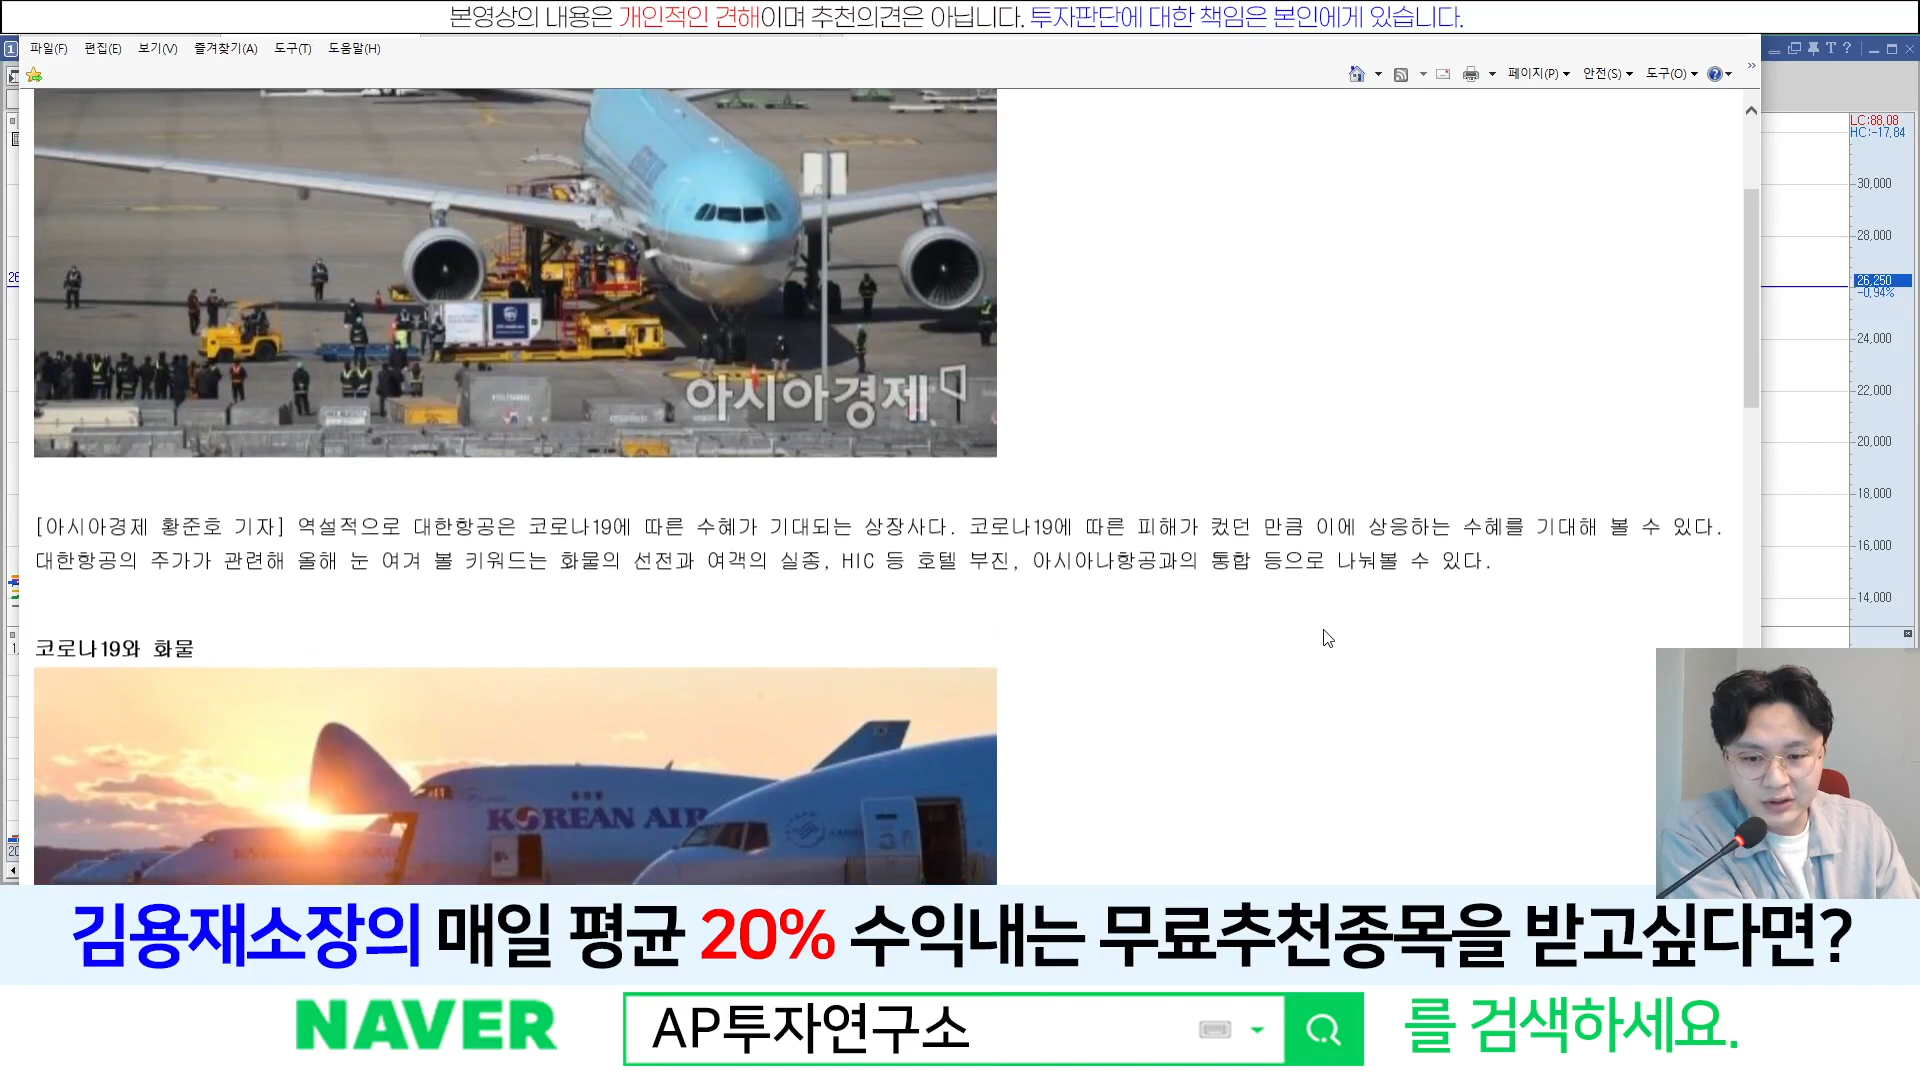 본영상의 내용은 개인적인 견해이며 추천의견은 아닙니다. 투자판단에 대한 책임은 본인에게 있습니다.
파일(F) 편집(E) 보기(V) 즐겨찾기(A) 도구(T) 도움말(H)
페이지(P) 안전(S) 도구(O)
LC:88,08
HC:-17,84
30,000
28,000
26,250
-0,94%
24,000
22,000
20,000
18,000
16,000
14,000
아시아경제
[아시아경제 황준호 기자] 역설적으로 대한항공은 코로나19에 따른 수혜가 기대되는 상장사다. 코로나19에 따른 피해가 컸던 만큼 이에 상응하는 수혜를 기대해 볼 수 있다.
대한항공의 주가가 관련해 올해 눈 여겨 볼 키워드는 화물의 선전과 여객의 실종, HIC 등 호텔 부진, 아시아나항공과의 통합 등으로 나눠볼 수 있다.
코로나19와 화물
KOREAN AIR
김용재소장의 매일 평균 20% 수익내는 무료추천종목을 받고싶다면?
NAVER AP투자연구소 를 검색하세요.